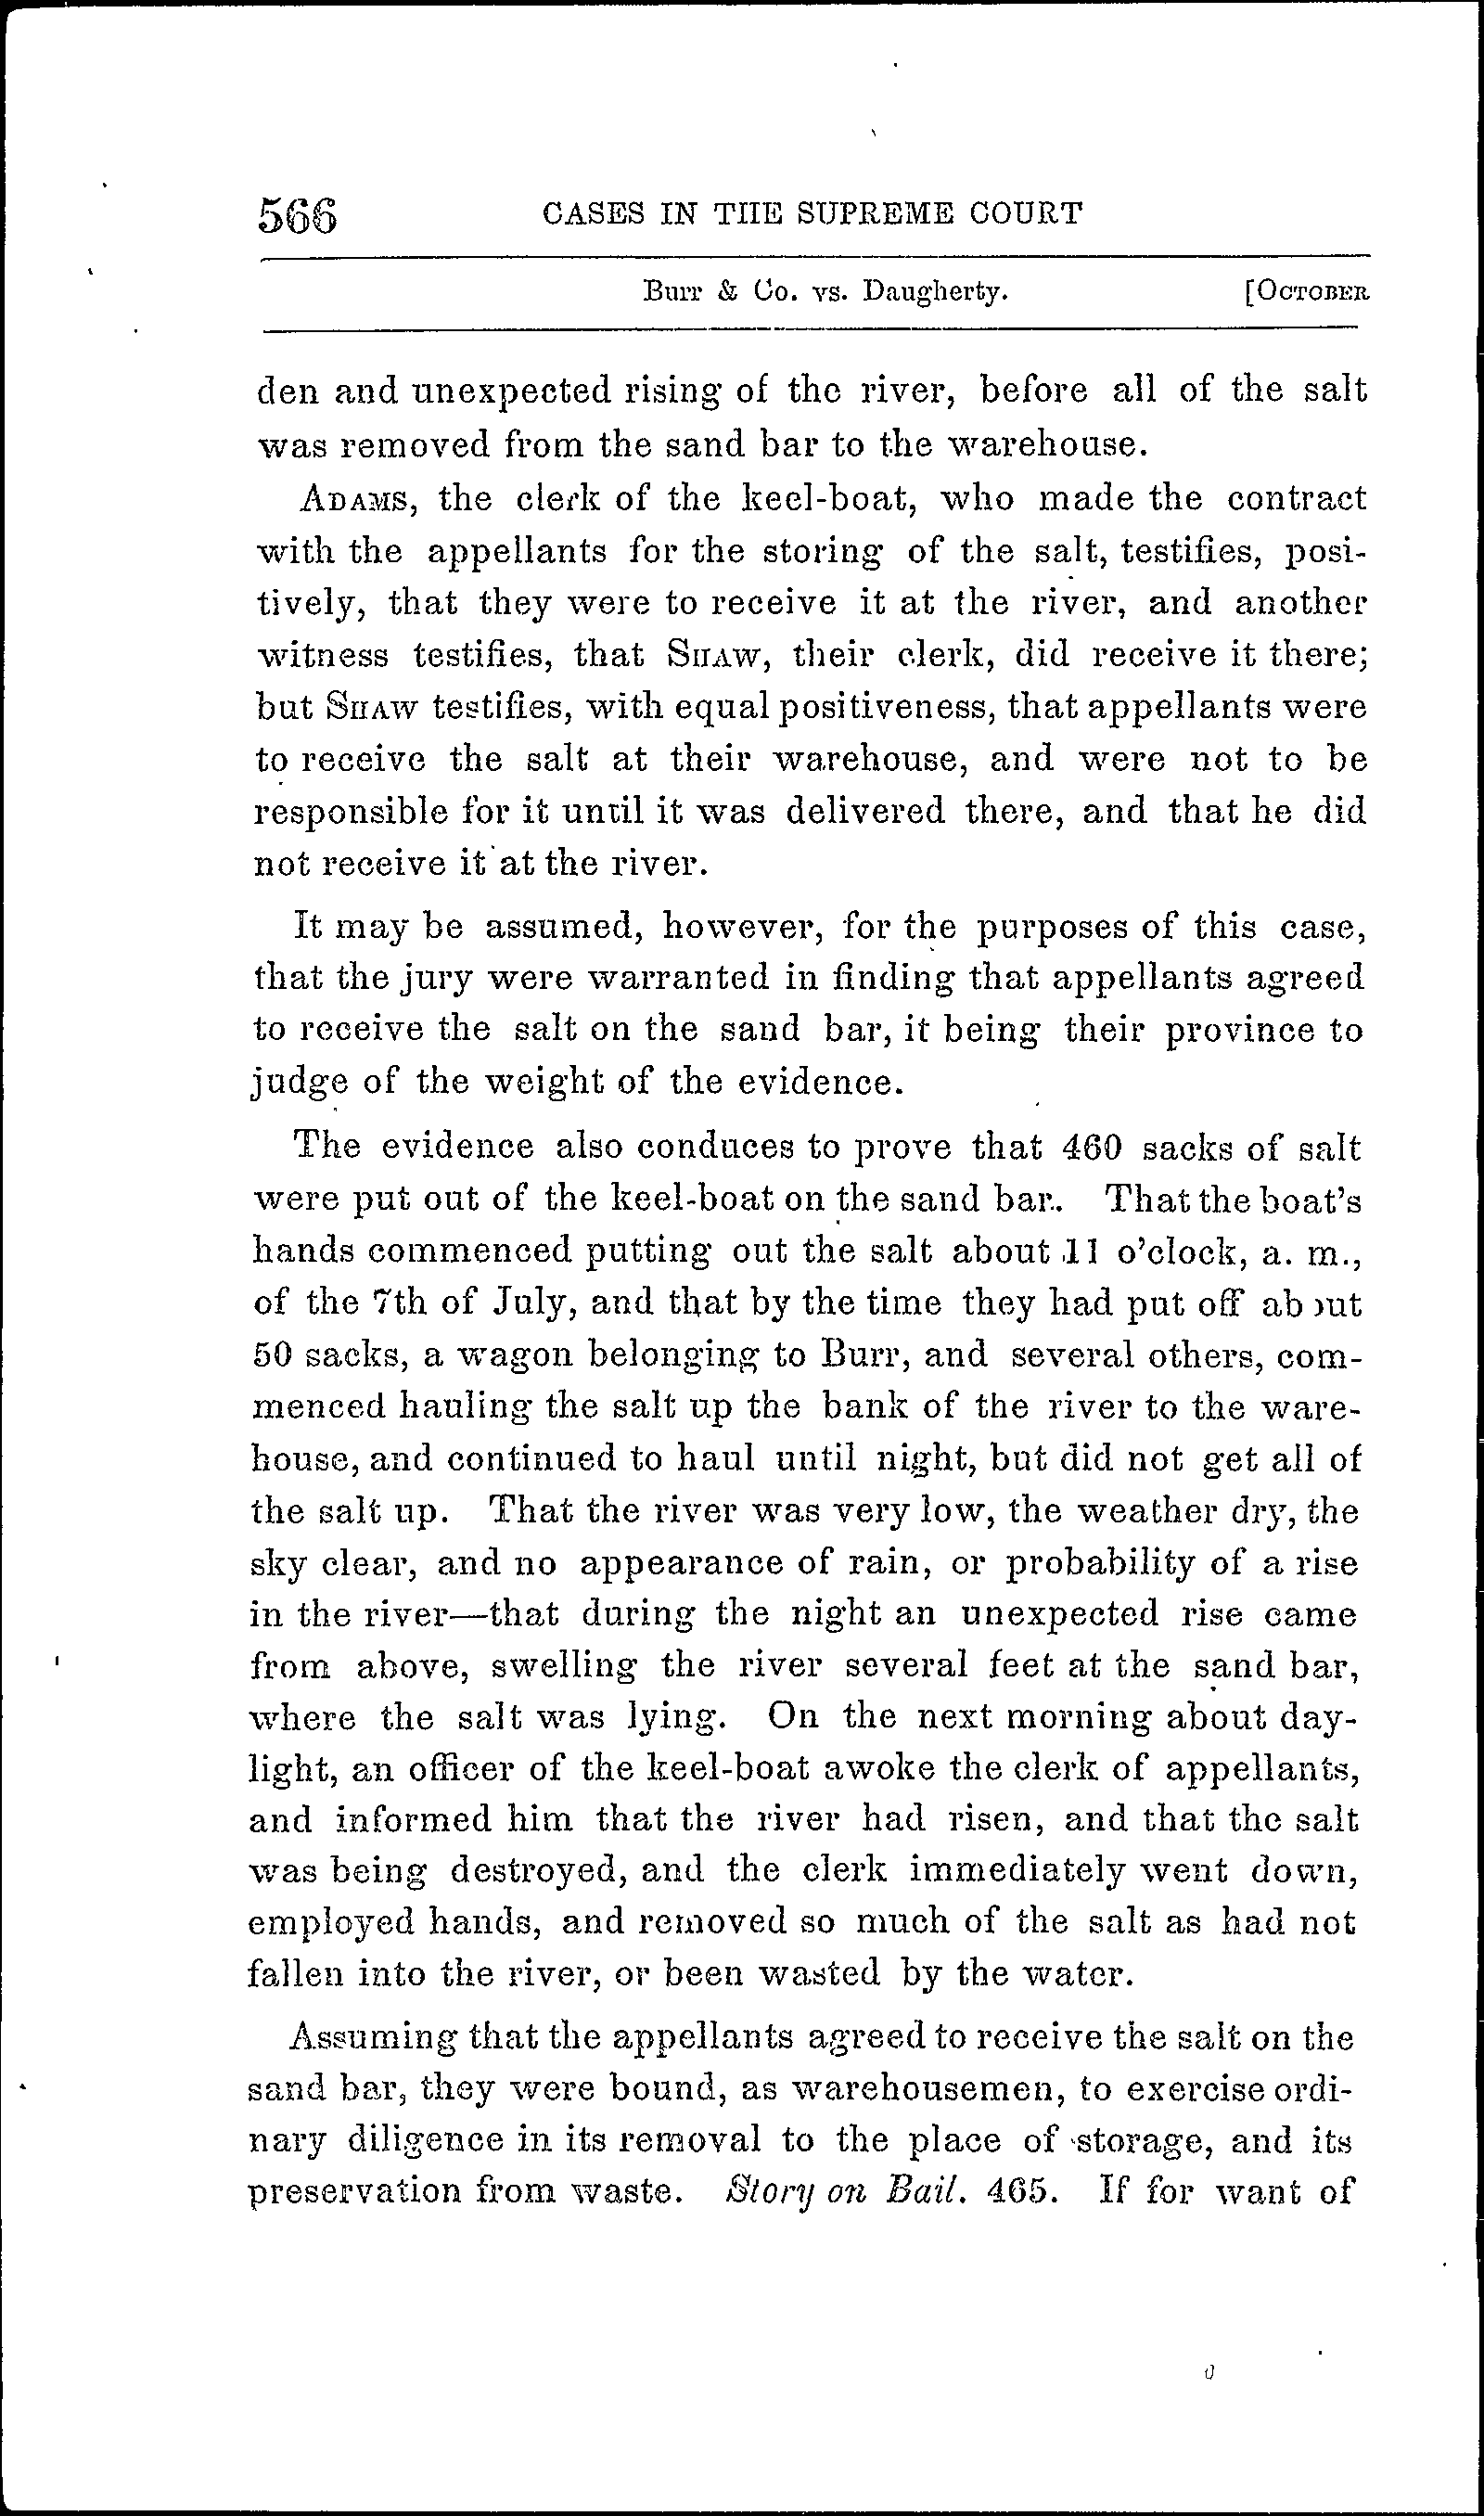 566 CASES IN THE SUPREME COURT
Burr & Co. vs. Daugherty. [OCTOBER
den and unexpected rising of the river, before all of the salt
was removed from the sand bar to the warehouse.
ADAMS, the clerk of the keel-boat, who made the contract
with the appellants for the storing of the salt, testifies, posi-
tively, that they were to receive it at the river, and another
witness testifies, that SHAW, their clerk, did receive it there;
but SHAW testifies, with equal positiveness, that appellants were
to receive the salt at their warehouse, and were not to be
responsible for it until it was delivered there, and that he did
not receive it at the river.
It may be assumed, however, for the purposes of this case,
that the jury were warranted in finding that appellants agreed
to receive the salt on the sand bar, it being their province to
judge of the weight of the evidence.
The evidence also conduces to prove that 460 sacks of salt
were put out of the keel-boat on the sand bar. That the boat's
hands commenced putting out the salt about 11 o'clock, a. m.,
of the 7th of July, and that by the time they had put off about
50 sacks, a wagon belonging to Burr, and several others, com-
menced hauling the salt up the bank of the river to the ware-
house, and continued to haul until night, but did not get all of
the salt up. That the river was very low, the weather dry, the
sky clear, and no appearance of rain, or probability of a rise
in the river—that during the night an unexpected rise came
from above, swelling the river several feet at the sand bar,
where the salt was lying. On the next morning about day-
light, an officer of the keel-boat awoke the clerk of appellants,
and informed him that the river had risen, and that the salt
was being destroyed, and the clerk immediately went down,
employed hands, and removed so much of the salt as had not
fallen into the river, or been wasted by the water.
Assuming that the appellants agreed to receive the salt on the
sand bar, they were bound, as warehousemen, to exercise ordi-
nary diligence in its removal to the place of storage, and its
preservation from waste. Story on Bail. 465. If for want of